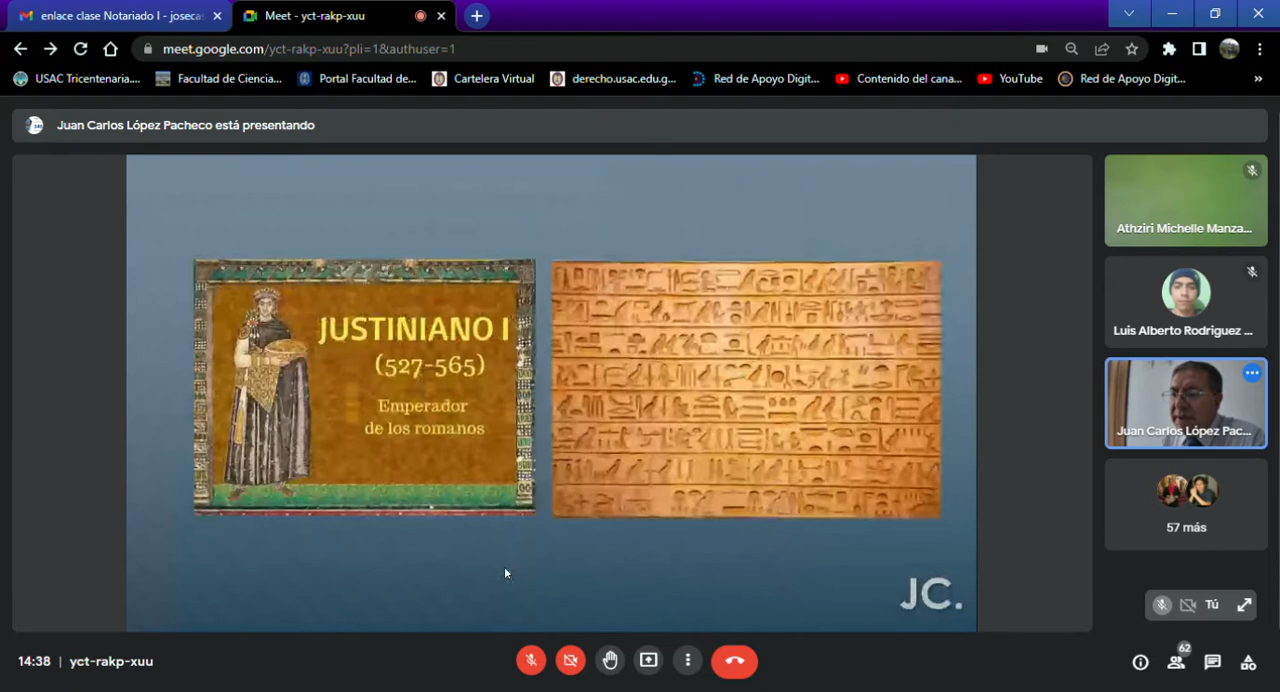 enlace clase Notariado I - joseca
Meet - yct-rakp-xuu
meet.google.com/yct-rakp-xuu?pli=1&authuser=1
USAC Tricentenaria....
Facultad de Ciencia...
Portal Facultad de...
Cartelera Virtual
derecho.usac.edu.g...
Red de Apoyo Digit...
Contenido del cana...
YouTube
Red de Apoyo Digit...
»
Juan Carlos López Pacheco está presentando
JUSTINIANO I
(527-565)
Emperador
de los romanos
JC.
Athziri Michelle Manza...
Luis Alberto Rodriguez ...
Juan Carlos López Pac...
57 más
Tú
14:38 | yct-rakp-xuu
62